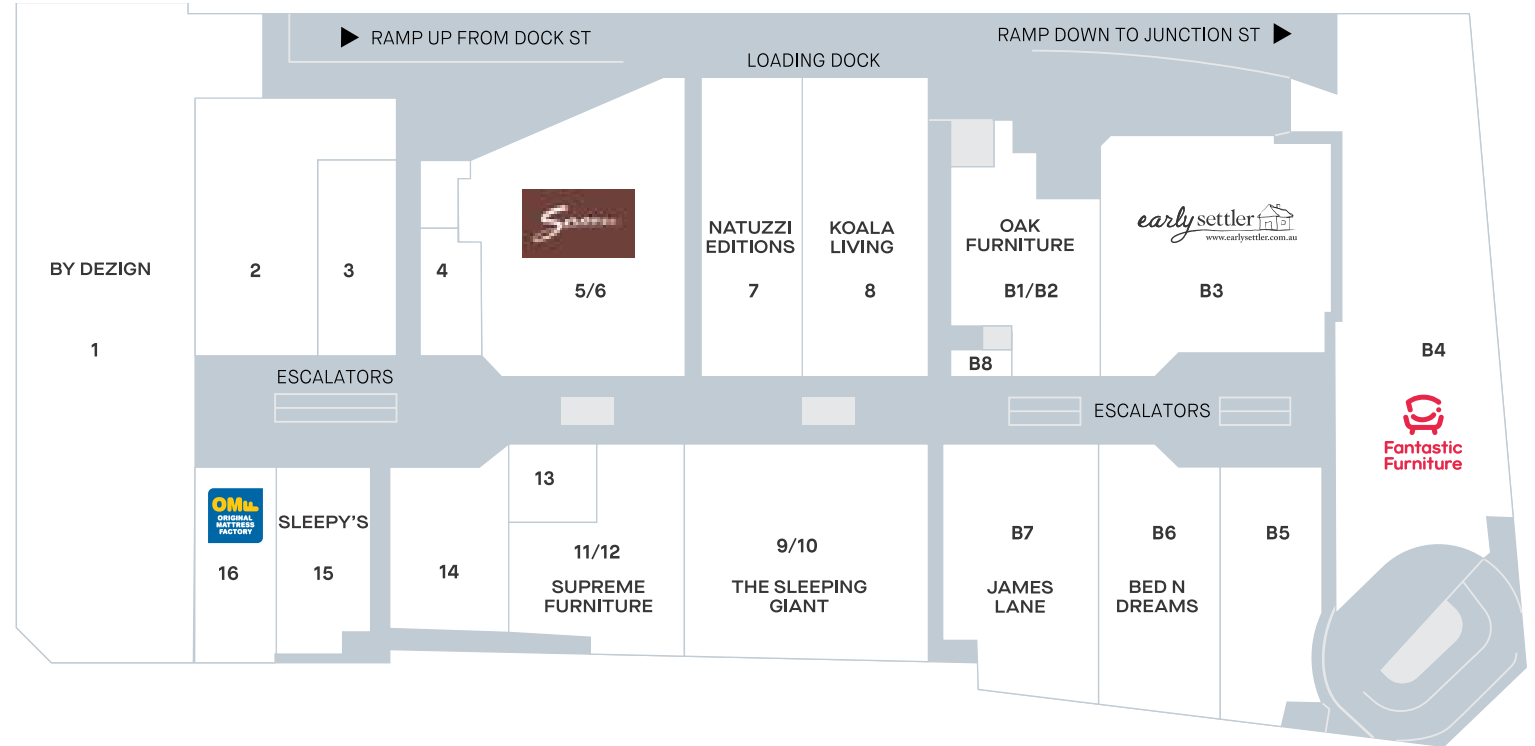 RAMP UP FROM DOCK ST
RAMP DOWN TO JUNCTION ST
LOADING DOCK
BY DEZIGN
1
2
3
4
5/6
NATUZZI
EDITIONS
7
KOALA
LIVING
8
OAK
FURNITURE
B1/B2
B8
early settler
www.earlysettler.com.au
B3
B4
Fantastic
Furniture
ESCALATORS
ESCALATORS
OMF
ORIGINAL
MATTRESS
FACTORY
16
SLEEPY'S
15
14
13
11/12
SUPREME
FURNITURE
9/10
THE SLEEPING
GIANT
B7
JAMES
LANE
B6
BED N
DREAMS
B5